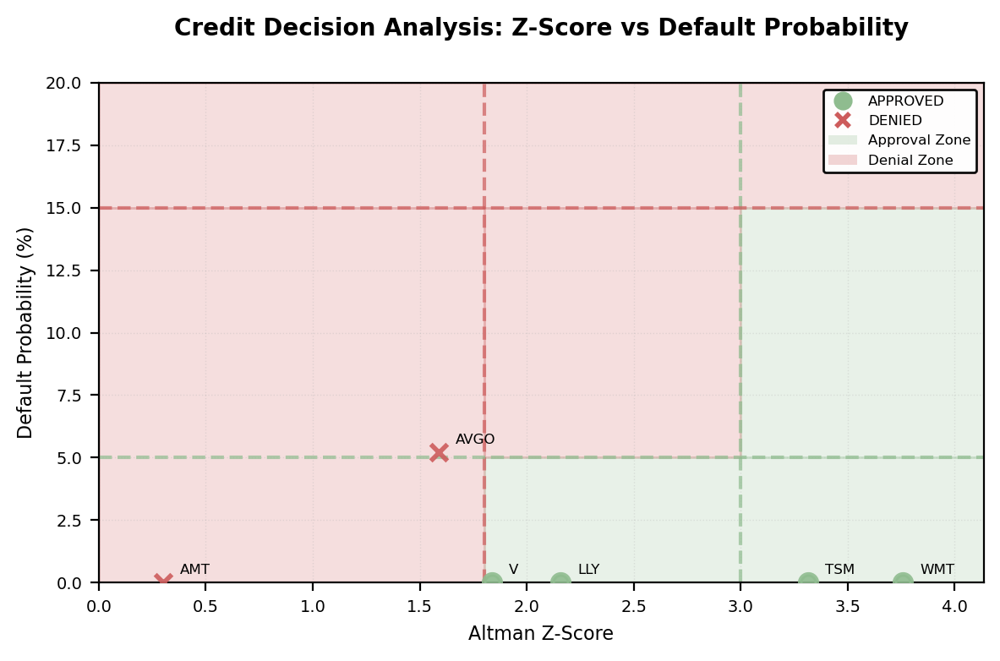 Credit Decision Analysis: Z-Score vs Default Probability
APPROVED
DENIED
Approval Zone
Denial Zone
Default Probability (%)
20.0
17.5
15.0
12.5
10.0
7.5
5.0
2.5
0.0
AVGO
AMT
V
LLY
TSM
WMT
0.0
0.5
1.0
1.5
2.0
2.5
3.0
3.5
4.0
Altman Z-Score